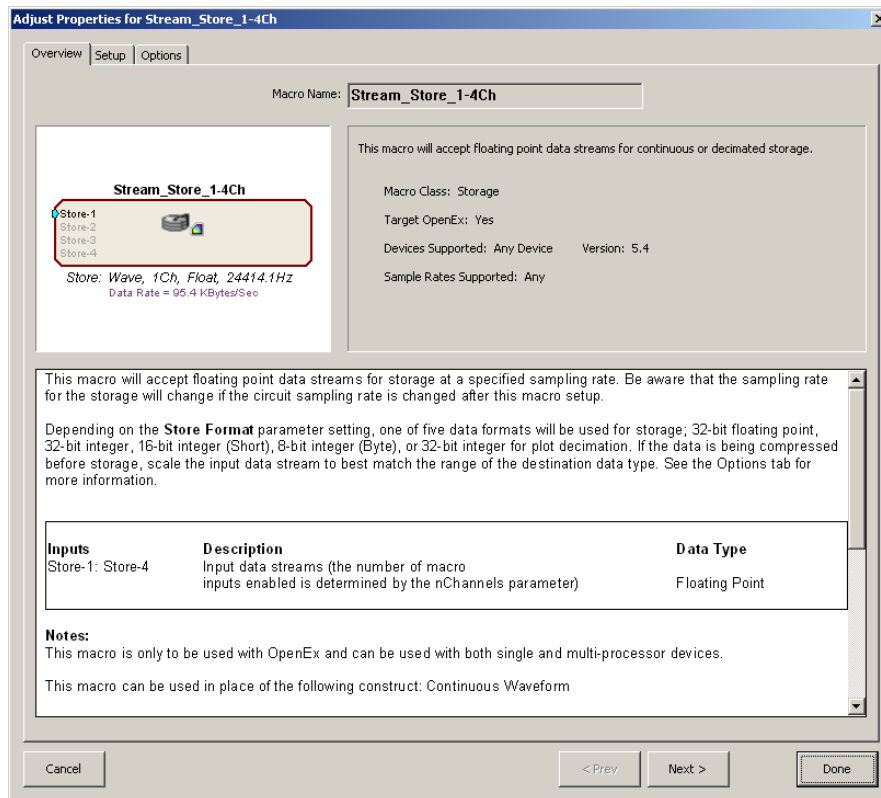 Adjust Properties for Stream_Store_1-4Ch
Overview
Setup
Options
Macro Name:
Stream_Store_1-4Ch
Stream_Store_1-4Ch
Store-1
Store-2
Store-3
Store-4
Store: Wave, 1Ch, Float, 24414.1Hz
Data Rate = 95.4 KBytes/Sec
This macro will accept floating point data streams for continuous or decimated storage.
Macro Class: Storage
Target OpenEx: Yes
Devices Supported: Any Device Version: 5.4
Sample Rates Supported: Any
This macro will accept floating point data streams for storage at a specified sampling rate. Be aware that the sampling rate
for the storage will change if the circuit sampling rate is changed after this macro setup.
Depending on the Store Format parameter setting, one of five data formats will be used for storage; 32-bit floating point,
32-bit integer, 16-bit integer (Short), 8-bit integer (Byte), or 32-bit integer for plot decimation. If the data is being compressed
before storage, scale the input data stream to best match the range of the destination data type. See the Options tab for
more information.
Inputs Description Data Type
Store-1: Store-4 Input data streams (the number of macro
inputs enabled is determined by the nChannels parameter) Floating Point
Notes:
This macro is only to be used with OpenEx and can be used with both single and multi-processor devices.
This macro can be used in place of the following construct: Continuous Waveform
Cancel
< Prev
Next >
Done